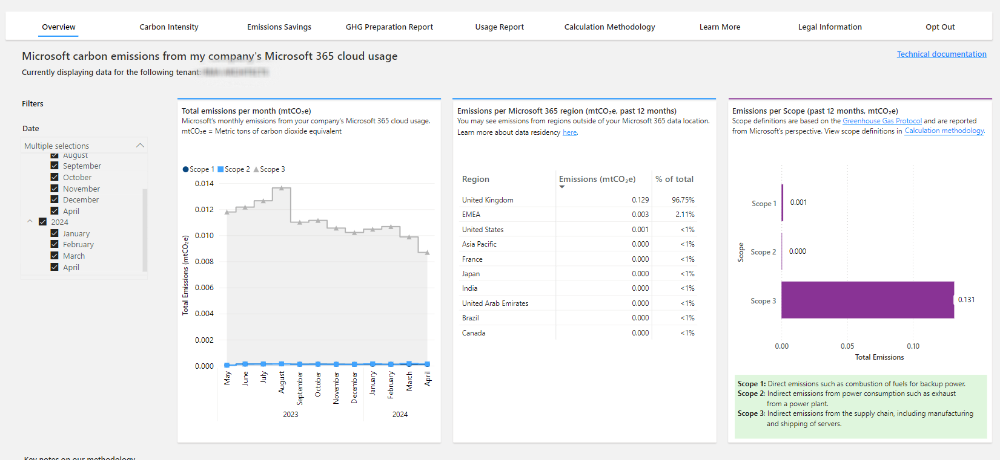 Overview Carbon Intensity Emissions Savings GHG Preparation Report Usage Report Calculation Methodology Learn More Legal Information Opt Out
Microsoft carbon emissions from my company's Microsoft 365 cloud usage
Technical documentation
Currently displaying data for the following tenant:
Filters
Date
Multiple selections
August
September
October
November
December
April
2024
January
February
March
April
Total emissions per month (mtCO₂e)
Microsoft's monthly emissions from your company's Microsoft 365 cloud usage.
mtCO₂e = Metric tons of carbon dioxide equivalent
Scope 1 Scope 2 Scope 3
Total Emissions (mtCO₂e)
0.014
0.012
0.010
0.008
0.006
0.004
0.002
0.000
May June July August September October November December January February March April
2023 2024
Emissions per Microsoft 365 region (mtCO₂e, past 12 months)
You may see emissions from regions outside of your Microsoft 365 data location.
Learn more about data residency here.
Region Emissions (mtCO₂e) % of total
United Kingdom 0.129 96.75%
EMEA 0.003 2.11%
United States 0.001 <1%
Asia Pacific 0.000 <1%
France 0.000 <1%
Japan 0.000 <1%
India 0.000 <1%
United Arab Emirates 0.000 <1%
Brazil 0.000 <1%
Canada 0.000 <1%
Emissions per Scope (past 12 months, mtCO₂e)
Scope definitions are based on the Greenhouse Gas Protocol and are reported
from Microsoft's perspective. View scope definitions in Calculation methodology.
Scope
Scope 1 0.001
Scope 2 0.000
Scope 3 0.131
0.00 0.05 0.10
Total Emissions
Scope 1: Direct emissions such as combustion of fuels for backup power.
Scope 2: Indirect emissions from power consumption such as exhaust
from a power plant.
Scope 3: Indirect emissions from the supply chain, including manufacturing
and shipping of servers.
Key notes on our methodology